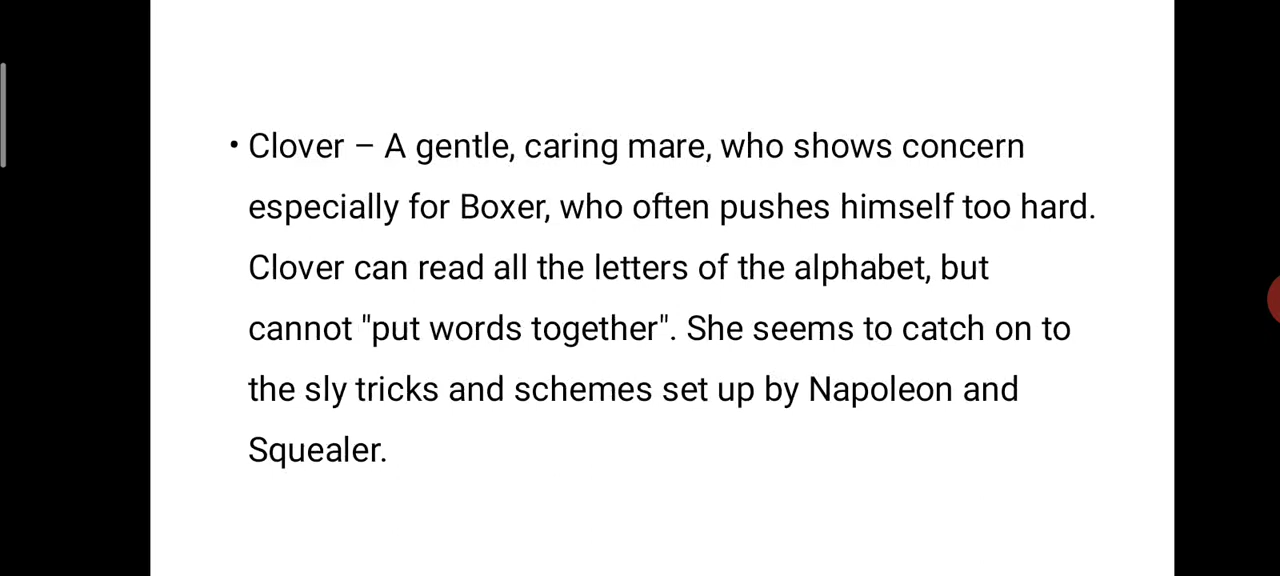 • Clover – A gentle, caring mare, who shows concern
especially for Boxer, who often pushes himself too hard.
Clover can read all the letters of the alphabet, but
cannot "put words together". She seems to catch on to
the sly tricks and schemes set up by Napoleon and
Squealer.